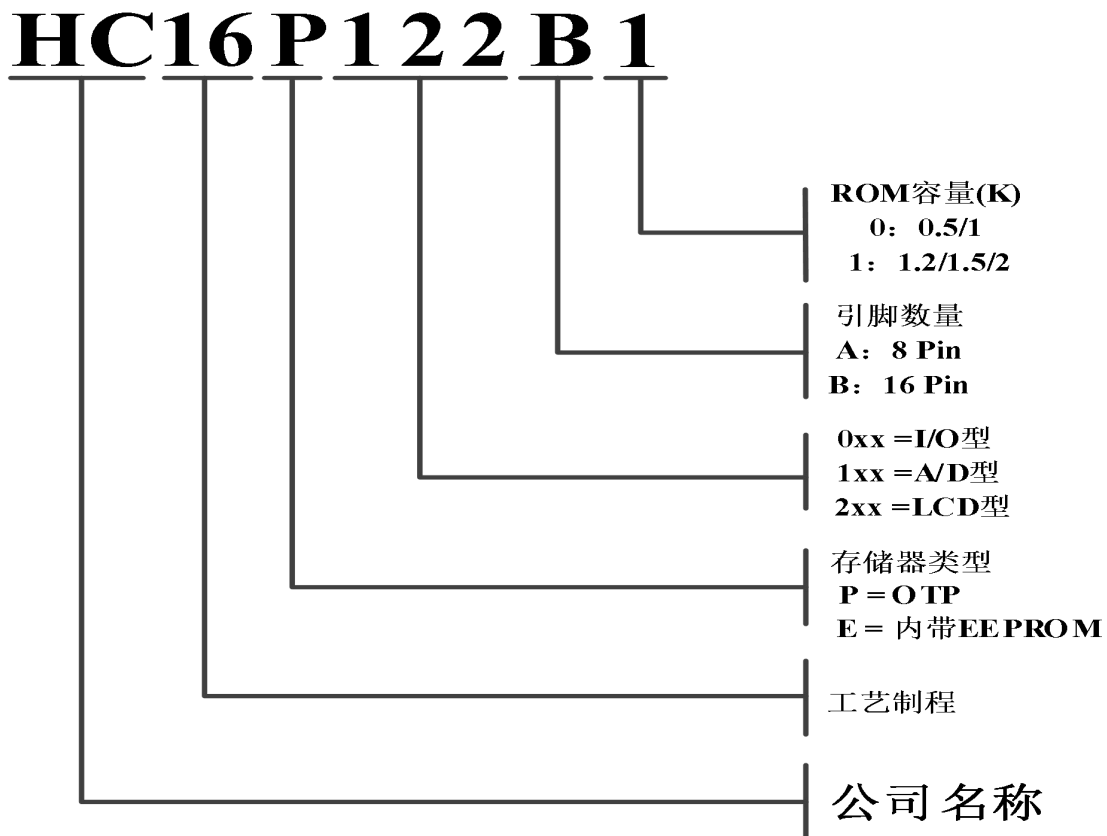 HC16P122B1
ROM容量(K)
0：0.5/1
1：1.2/1.5/2
引脚数量
A：8 Pin
B：16 Pin
0xx =I/O型
1xx =A/D型
2xx =LCD型
存储器类型
P = OTP
E = 内带EEPROM
工艺制程
公司名称